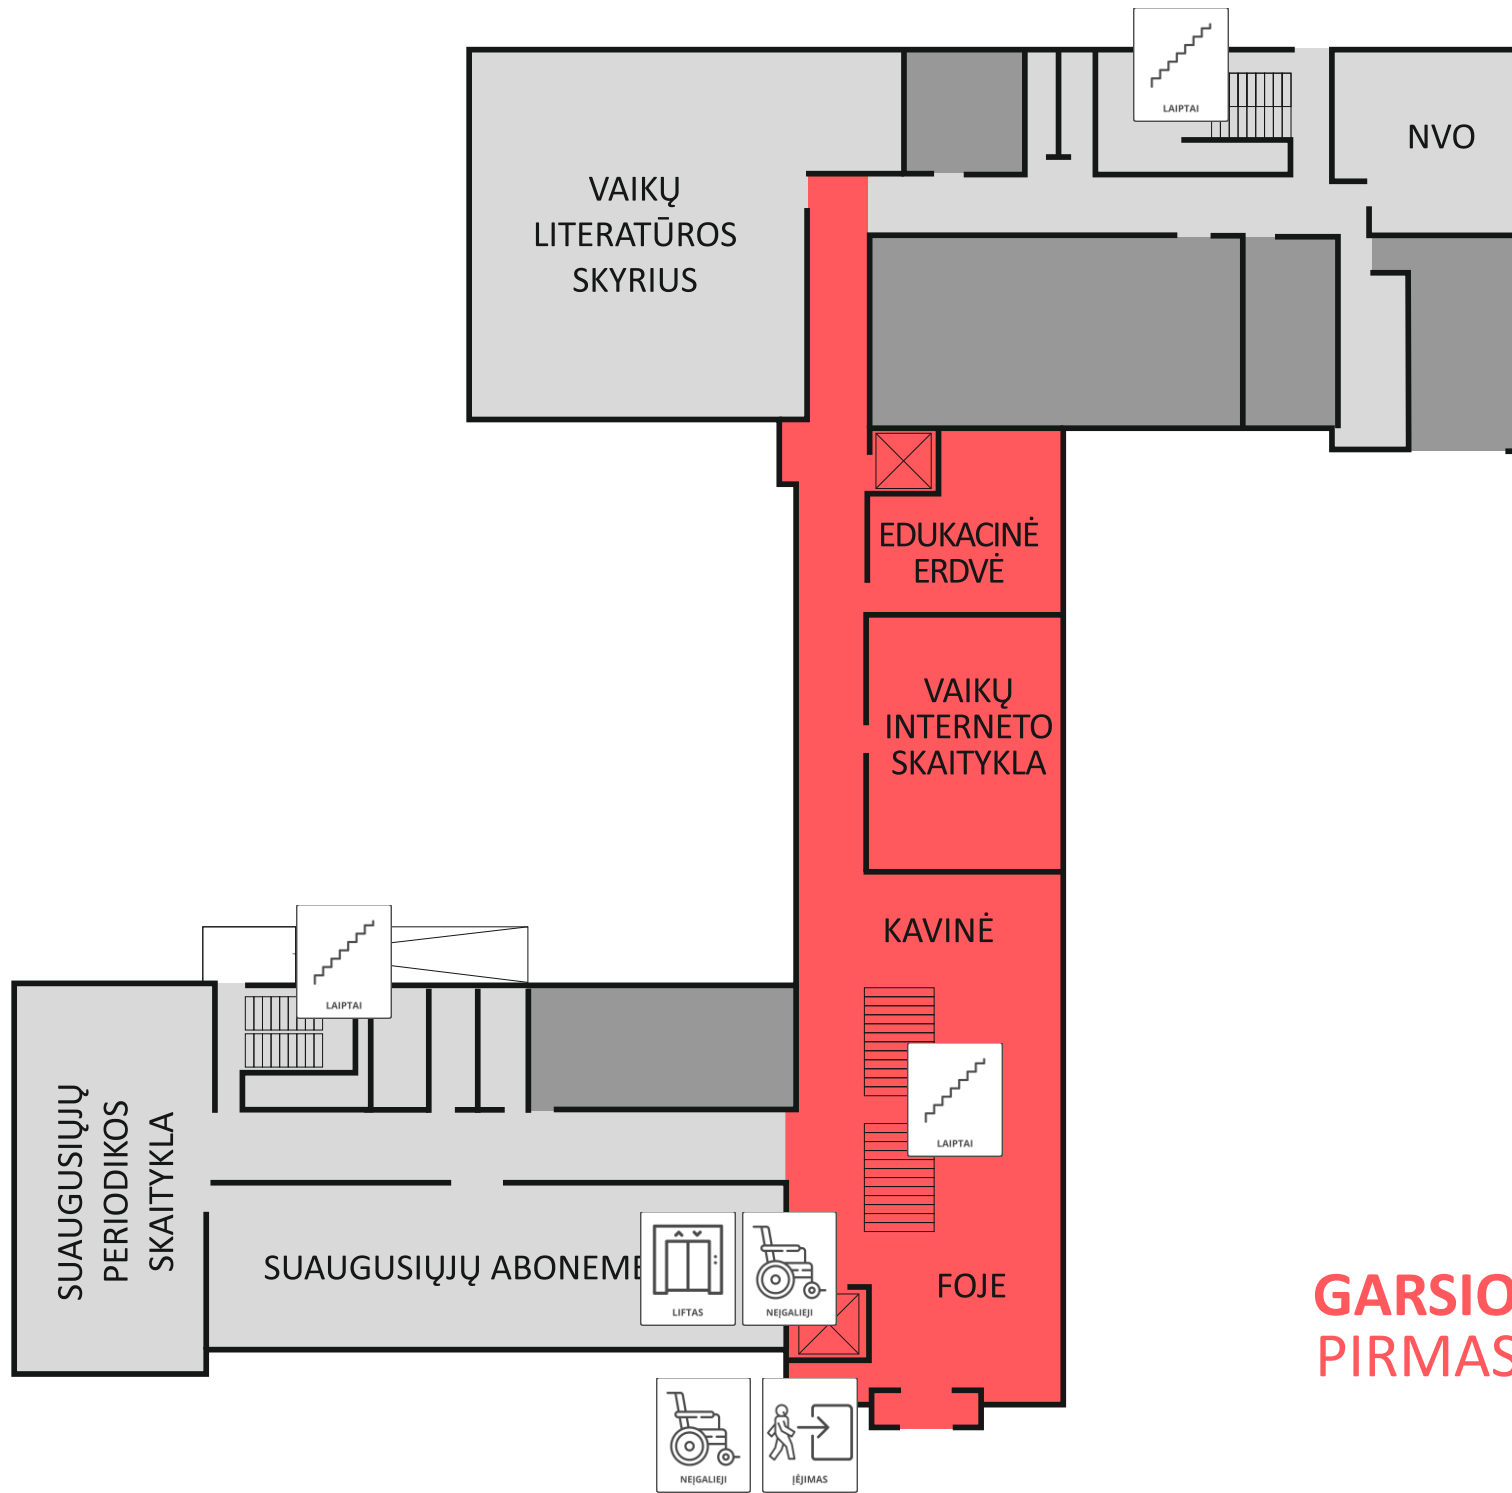 LAIPTAI
NVO
VAIKŲ
LITERATŪROS
SKYRIUS
EDUKACINĖ
ERDVĖ
VAIKŲ
INTERNETO
SKAITYKLA
KAVINĖ
LAIPTAI
LAIPTAI
SUAUGUSIŲJŲ
PERIODIKOS
SKAITYKLA
SUAUGUSIŲJŲ ABONEME
LIFTAS
NEĮGALIEJI
FOJE
GARSIO
PIRMAS
NEĮGALIEJI
ĮĖJIMAS